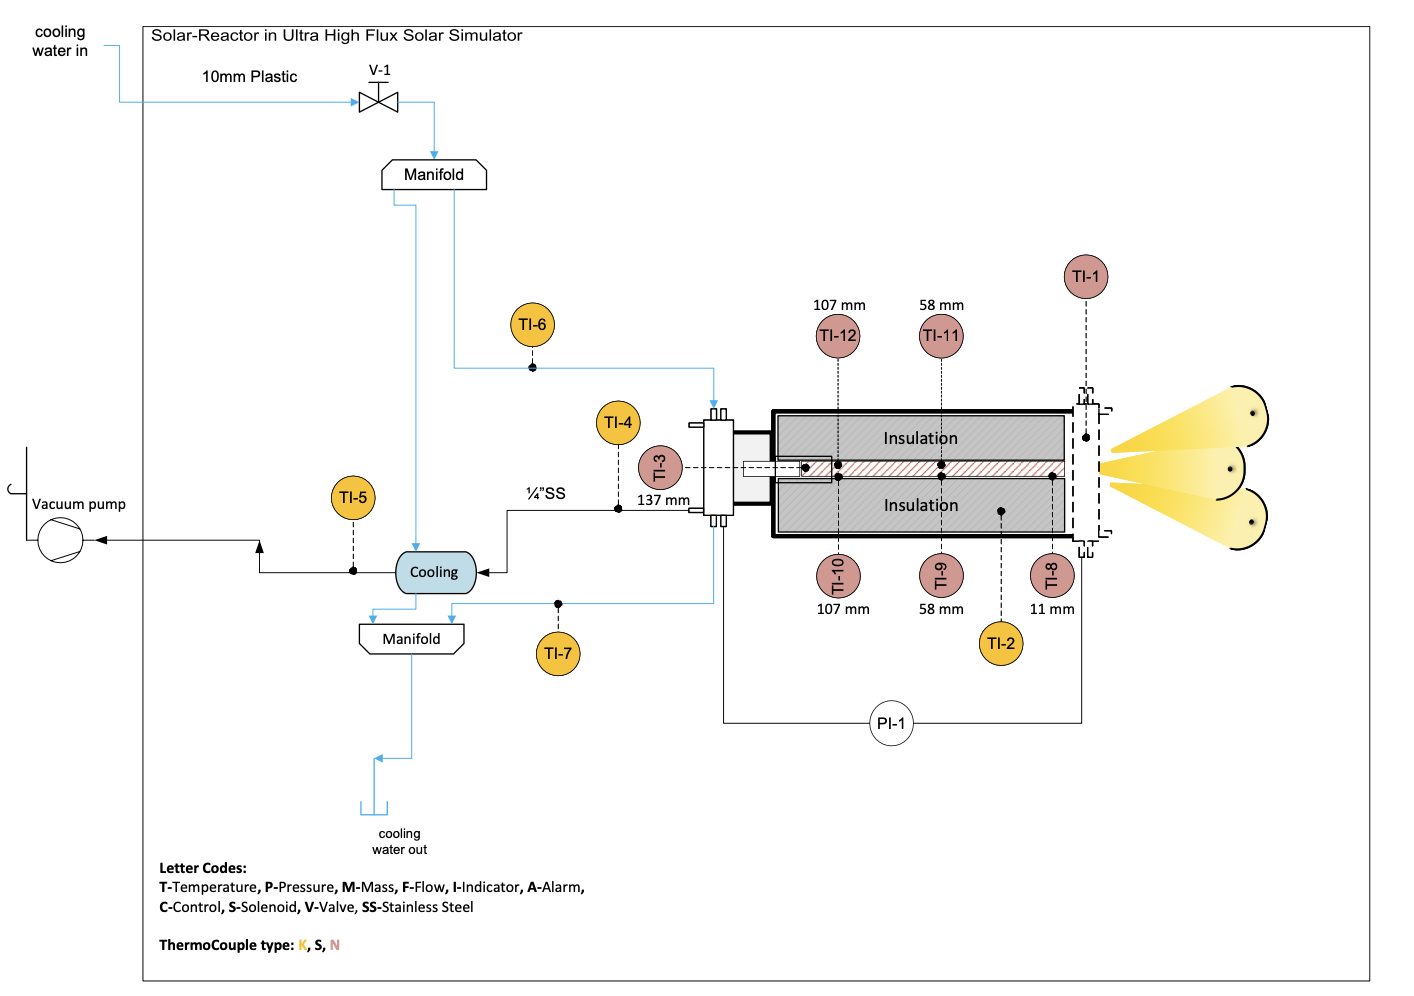 cooling
water in
Solar-Reactor in Ultra High Flux Solar Simulator
10mm Plastic
V-1
Manifold
TI-1
107 mm
58 mm
TI-6
TI-12
TI-11
TI-4
Insulation
TI-3
137 mm
¼”SS
TI-5
Vacuum pump
Insulation
Cooling
TI-10
TI-9
TI-8
107 mm
58 mm
11 mm
Manifold
TI-7
TI-2
PI-1
cooling
water out
Letter Codes:
T-Temperature, P-Pressure, M-Mass, F-Flow, I-Indicator, A-Alarm,
C-Control, S-Solenoid, V-Valve, SS-Stainless Steel
ThermoCouple type: K, S, N